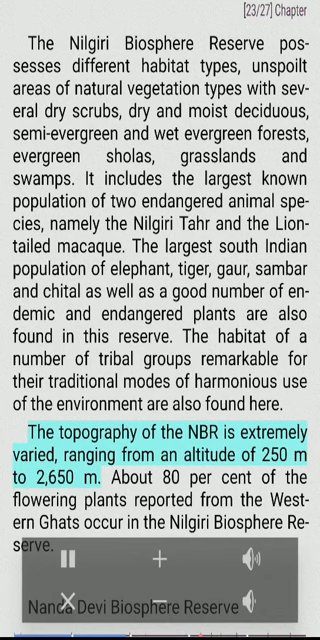 [23/27] Chapter
The Nilgiri Biosphere Reserve pos-
sesses different habitat types, unspoilt
areas of natural vegetation types with sev-
eral dry scrubs, dry and moist deciduous,
semi-evergreen and wet evergreen forests,
evergreen sholas, grasslands and
swamps. It includes the largest known
population of two endangered animal spe-
cies, namely the Nilgiri Tahr and the Lion-
tailed macaque. The largest south Indian
population of elephant, tiger, gaur, sambar
and chital as well as a good number of en-
demic and endangered plants are also
found in this reserve. The habitat of a
number of tribal groups remarkable for
their traditional modes of harmonious use
of the environment are also found here.
The topography of the NBR is extremely
varied, ranging from an altitude of 250 m
to 2,650 m. About 80 per cent of the
flowering plants reported from the West-
ern Ghats occur in the Nilgiri Biosphere Re-
serve.
Nanda Devi Biosphere Reserve